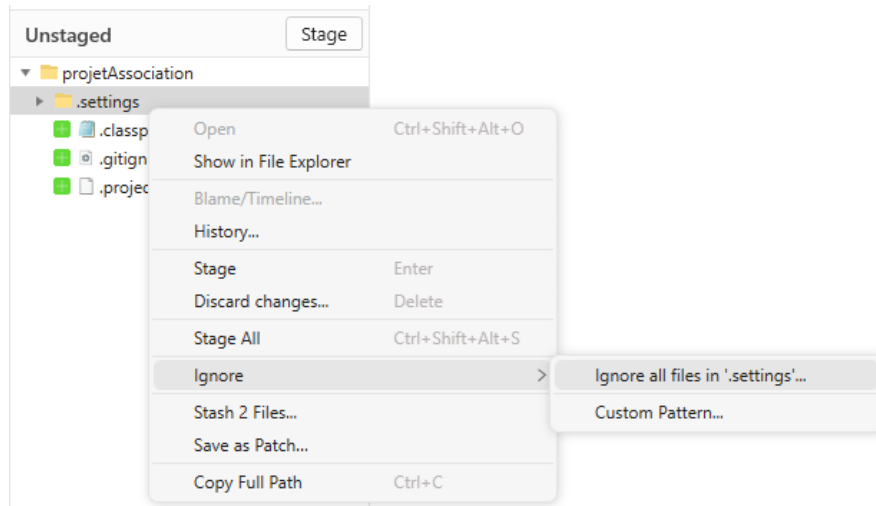 Unstaged Stage
projetAssociation
.settings
.classp
.gitign
.projec
Open Ctrl+Shift+Alt+O
Show in File Explorer
Blame/Timeline...
History...
Stage Enter
Discard changes... Delete
Stage All Ctrl+Shift+Alt+S
Ignore
Ignore all files in '.settings'...
Custom Pattern...
Stash 2 Files...
Save as Patch...
Copy Full Path Ctrl+C